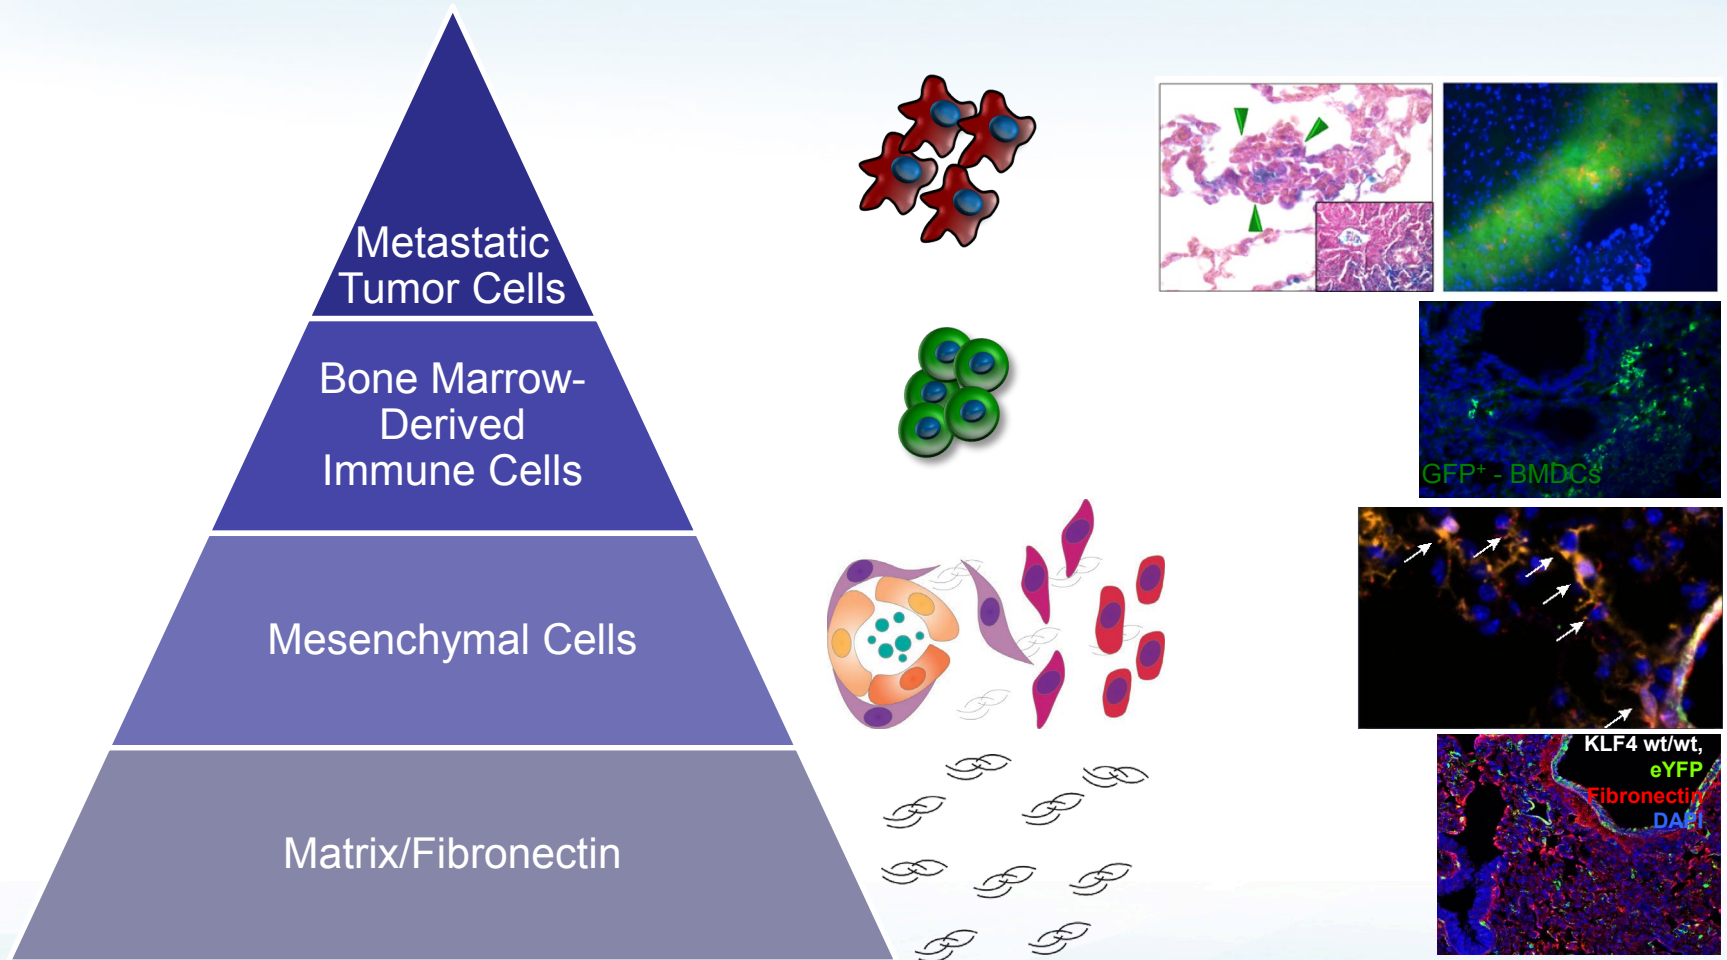 Metastatic
Tumor Cells
Bone Marrow-
Derived
Immune Cells
GFP⁺ - BMDCs
Mesenchymal Cells
KLF4 wt/wt,
eYFP
Fibronectin
DAPI
Matrix/Fibronectin